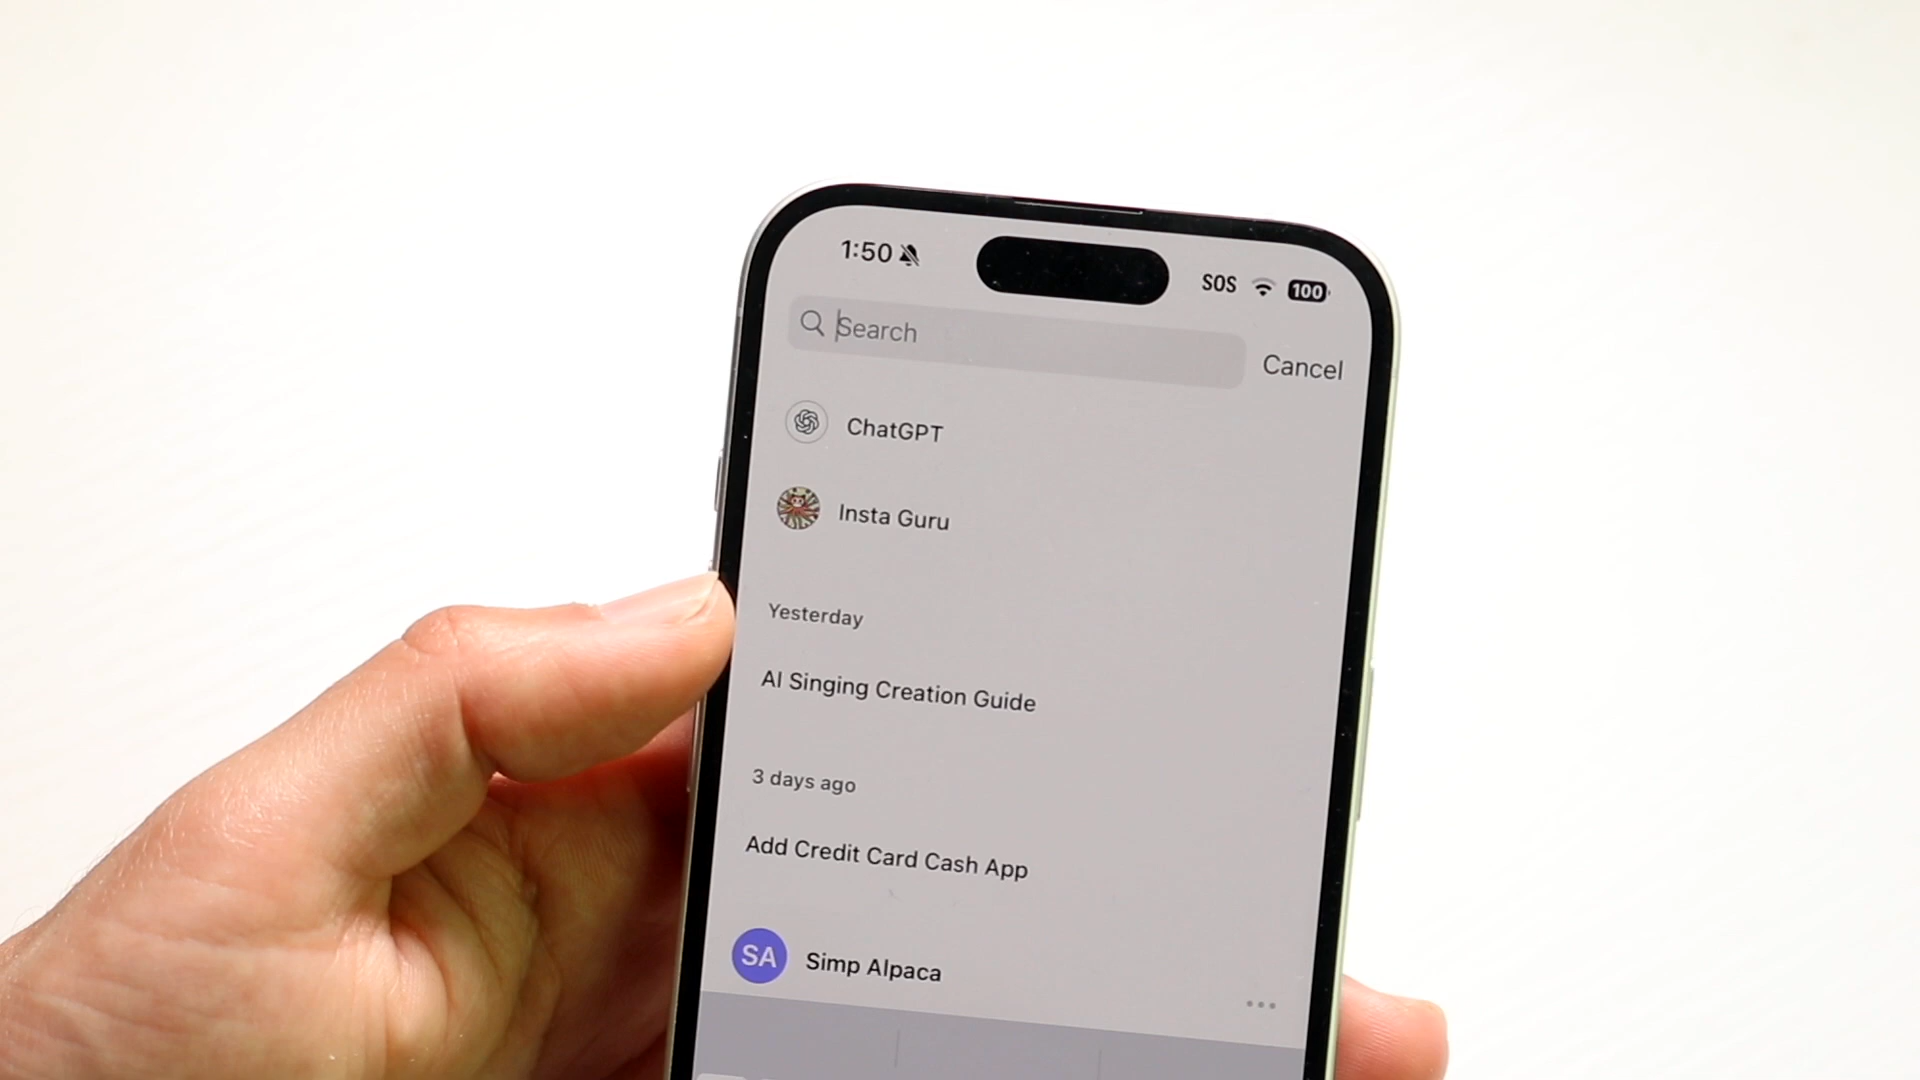 1:50
SOS
100
Search
Cancel
ChatGPT
Insta Guru
Yesterday
AI Singing Creation Guide
3 days ago
Add Credit Card Cash App
SA
Simp Alpaca